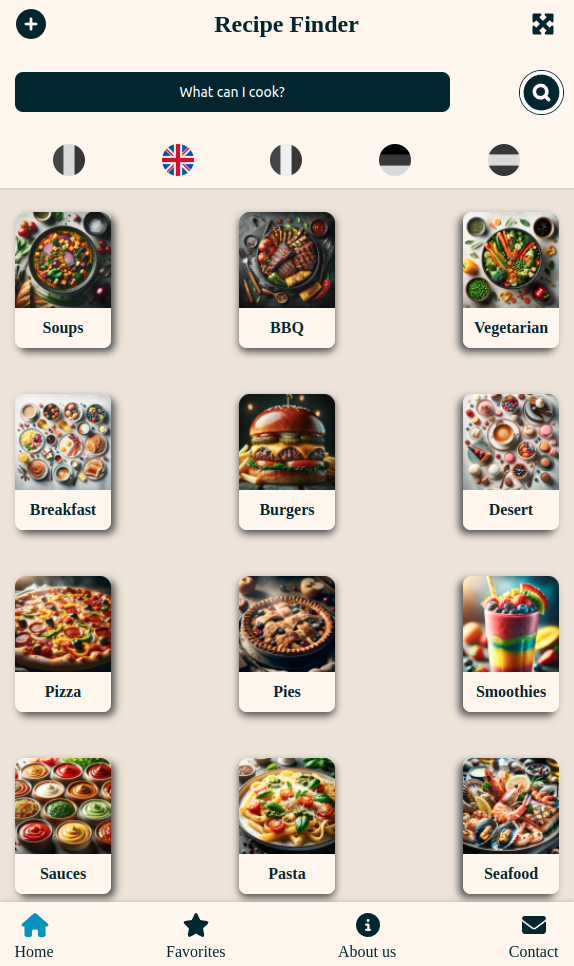 Recipe Finder
What can I cook?
Soups
BBQ
Vegetarian
Breakfast
Burgers
Desert
Pizza
Pies
Smoothies
Sauces
Pasta
Seafood
Home
Favorites
About us
Contact